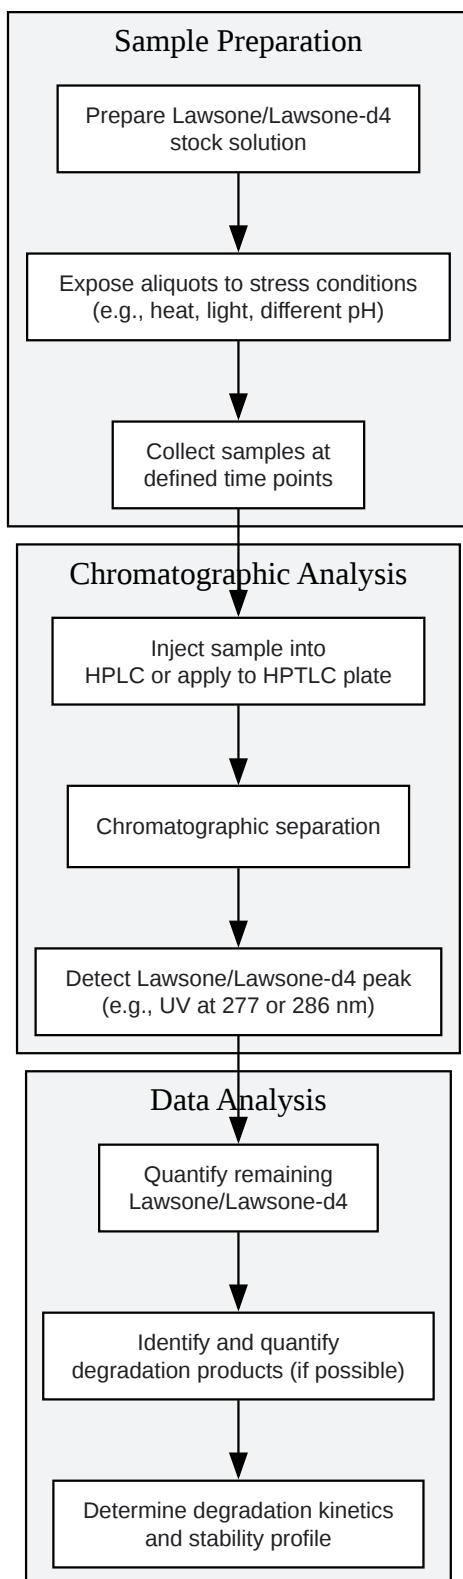 Sample Preparation
Prepare Lawsone/Lawsone-d4
stock solution
Expose aliquots to stress conditions
(e.g., heat, light, different pH)
Collect samples at
defined time points
Chromatographic Analysis
Inject sample into
HPLC or apply to HPTLC plate
Chromatographic separation
Detect Lawsone/Lawsone-d4 peak
(e.g., UV at 277 or 286 nm)
Data Analysis
Quantify remaining
Lawsone/Lawsone-d4
Identify and quantify
degradation products (if possible)
Determine degradation kinetics
and stability profile